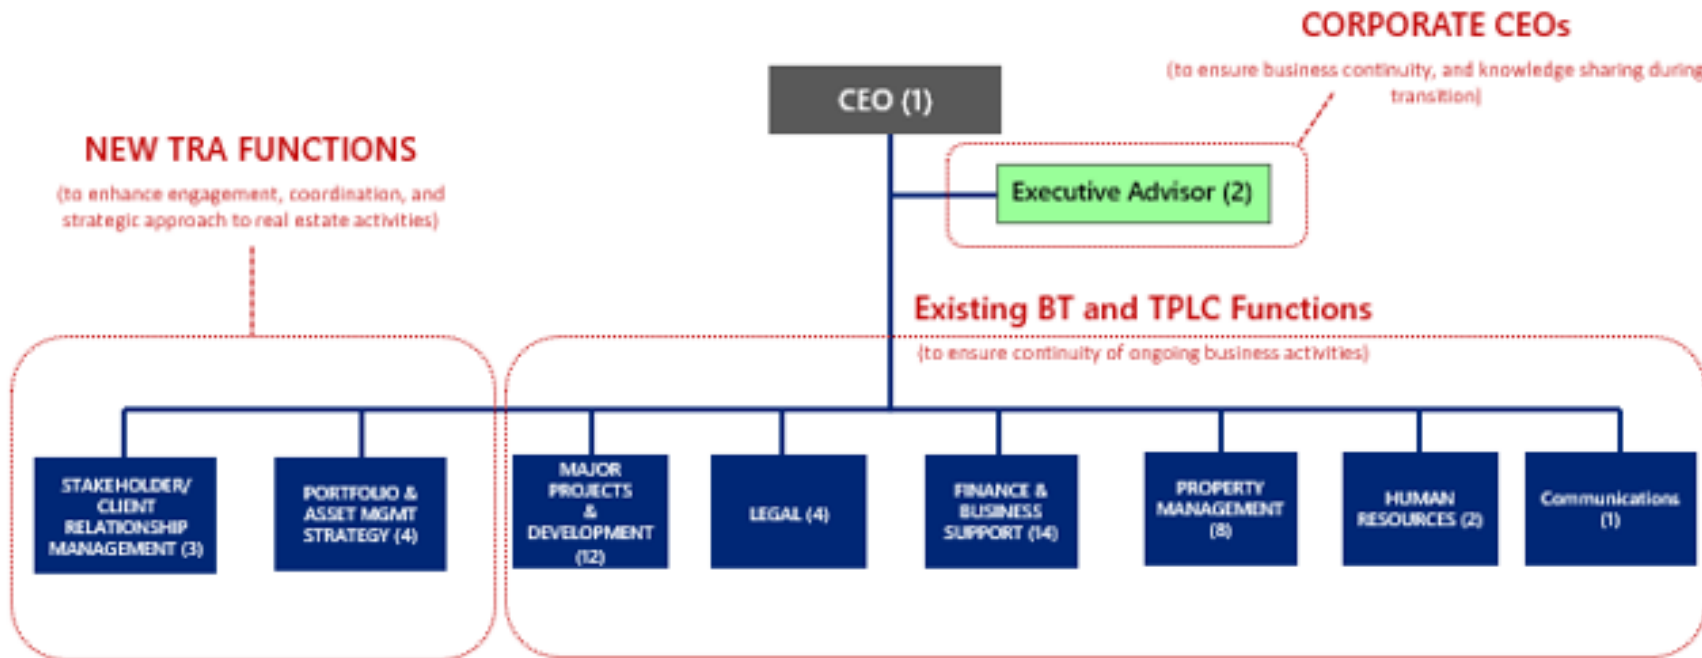 CORPORATE CEOs
(to ensure business continuity, and knowledge sharing during
transition)
CEO (1)
Executive Advisor (2)
NEW TRA FUNCTIONS
(to enhance engagement, coordination, and
strategic approach to real estate activities)
Existing BT and TPLC Functions
(to ensure continuity of ongoing business activities)
STAKEHOLDER/
CLIENT
RELATIONSHIP
MANAGEMENT (3)
PORTFOLIO &
ASSET MGMT
STRATEGY (4)
MAJOR
PROJECTS
&
DEVELOPMENT
(12)
LEGAL (4)
FINANCE &
BUSINESS
SUPPORT (14)
PROPERTY
MANAGEMENT
(8)
HUMAN
RESOURCES (2)
Communications
(1)